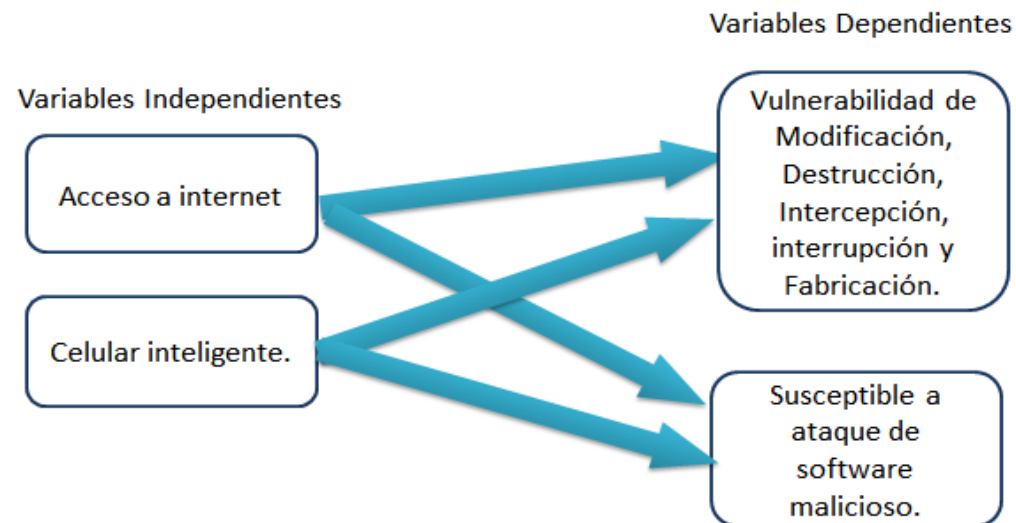 Variables Dependientes
Variables Independientes
Acceso a internet
Celular inteligente.
Vulnerabilidad de
Modificación,
Destrucción,
Intercepción,
interrupción y
Fabricación.
Susceptible a
ataque de
software
malicioso.